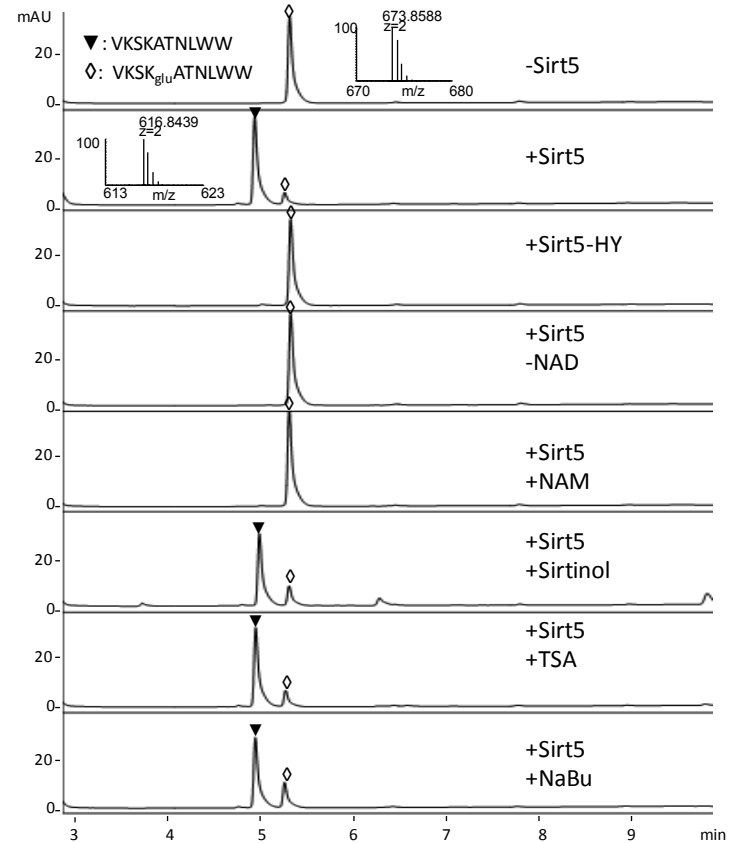 mAU
▼: VKSKATNLWW
◊: VKSKgluATNLWW
673.8588
z=2
100
670 m/z 680
-Sirt5
20-
0-
616.8439
z=2
100
613 m/z 623
+Sirt5
20-
0-
+Sirt5-HY
20-
0-
+Sirt5
-NAD
20-
0-
+Sirt5
+NAM
20-
0-
+Sirt5
+Sirtinol
20-
0-
+Sirt5
+TSA
20-
0-
+Sirt5
+NaBu
20-
0-
3 4 5 6 7 8 9 min